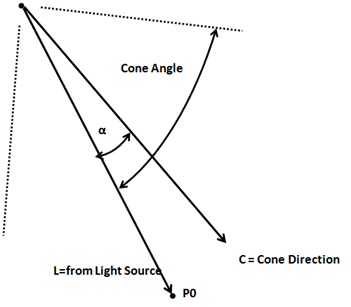 Cone Angle
α
C = Cone Direction
L=from Light Source
P0